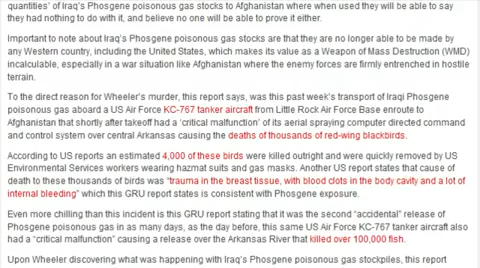 quantities' of Iraq's Phosgene poisonous gas stocks to Afghanistan where when used they will be able to say
they had nothing to do with it, and believe no one will be able to prove it either.
Important to note about Iraq's Phosgene poisonous gas stocks are that they are no longer able to be made by
any Western country, including the United States, which makes its value as a Weapon of Mass Destruction (WMD)
incalculable, especially in a war situation like Afghanistan where the enemy forces are firmly entrenched in hostile
terrain.
To the direct reason for Wheeler's murder, this report says, was this past week's transport of Iraqi Phosgene
poisonous gas aboard a US Air Force KC-767 tanker aircraft from Little Rock Air Force Base enroute to
Afghanistan that shortly after takeoff had a 'critical malfunction' of its aerial spraying computer directed command
and control system over central Arkansas causing the deaths of thousands of red-wing blackbirds.
According to US reports an estimated 4,000 of these birds were killed outright and were quickly removed by US
Environmental Services workers wearing hazmat suits and gas masks. Another US report states that cause of
death to these thousands of birds was "trauma in the breast tissue, with blood clots in the body cavity and a lot of
internal bleeding" which this GRU report states is consistent with Phosgene exposure.
Even more chilling than this incident is this GRU report stating that it was the second "accidental" release of
Phosgene poisonous gas in as many days, as the day before, this same US Air Force KC-767 tanker aircraft also
had a "critical malfunction" causing a release over the Arkansas River that killed over 100,000 fish.
Upon Wheeler discovering what was happening with Iraq's Phosgene poisonous gas stockpiles, this report